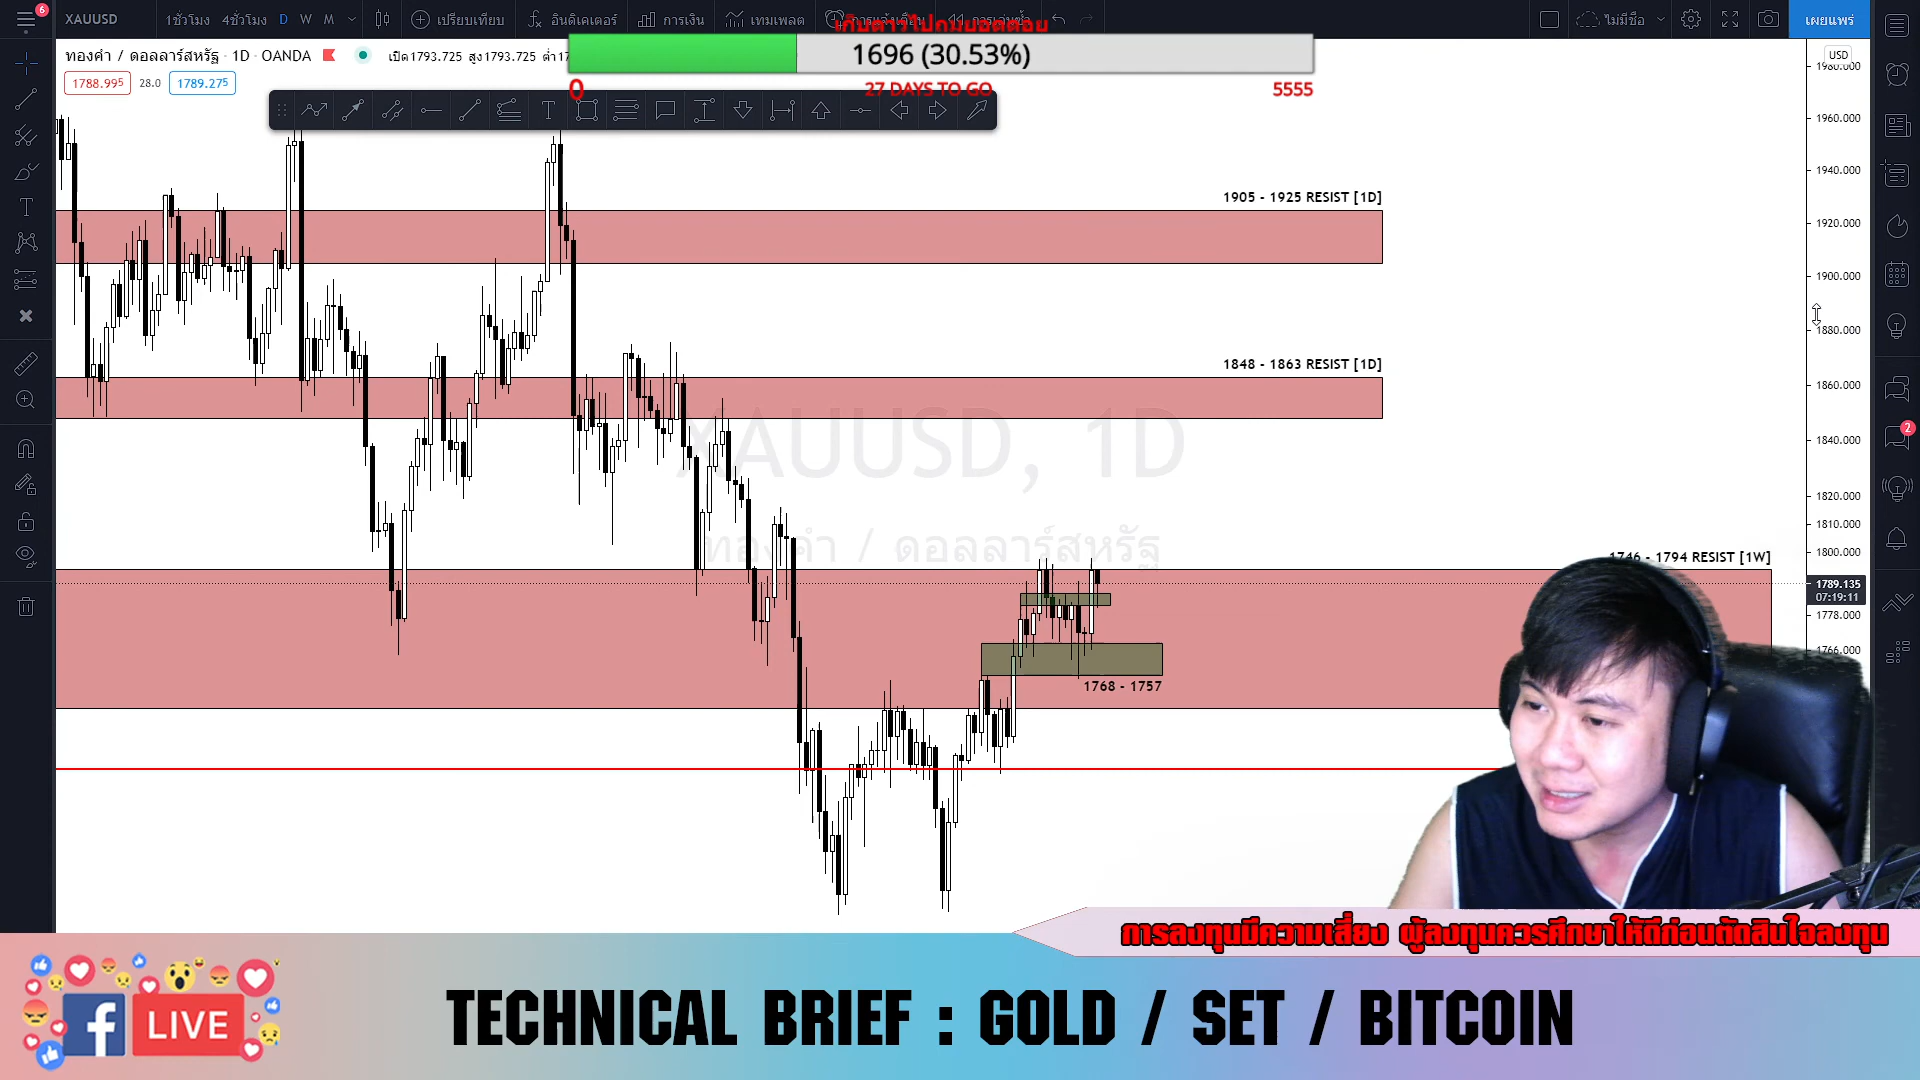 6
XAUUSD
1ชั่วโมง 4ชั่วโมง D W M
เปรียบเทียบ
อินดิเคเตอร์
การเงิน
เทมเพลต
ไม่มีชื่อ
เผยแพร่
ทองคำ / ดอลลาร์สหรัฐ · 1D · OANDA
เปิด1793.725 สูง1793.725 ต่ำ17
1696 (30.53%)
0
27 DAYS TO GO
5555
1788.995 28.0 1789.275
USD
1980.000
1960.000
1940.000
1905 - 1925 RESIST [1D]
1920.000
1900.000
1880.000
1848 - 1863 RESIST [1D]
1860.000
XAUUSD, 1D
ทองคำ / ดอลลาร์สหรัฐ
1840.000
2
1820.000
1810.000
1800.000
1746 - 1794 RESIST [1W]
1789.135
07:19:11
1778.000
1766.000
1768 - 1757
การลงทุนมีความเสี่ยง ผู้ลงทุนควรศึกษาให้ดีก่อนตัดสินใจลงทุน
f LIVE
TECHNICAL BRIEF : GOLD / SET / BITCOIN